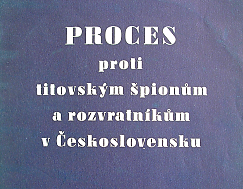 PROCES
proti
titovským špionům
a rozvratníkům
v Československu